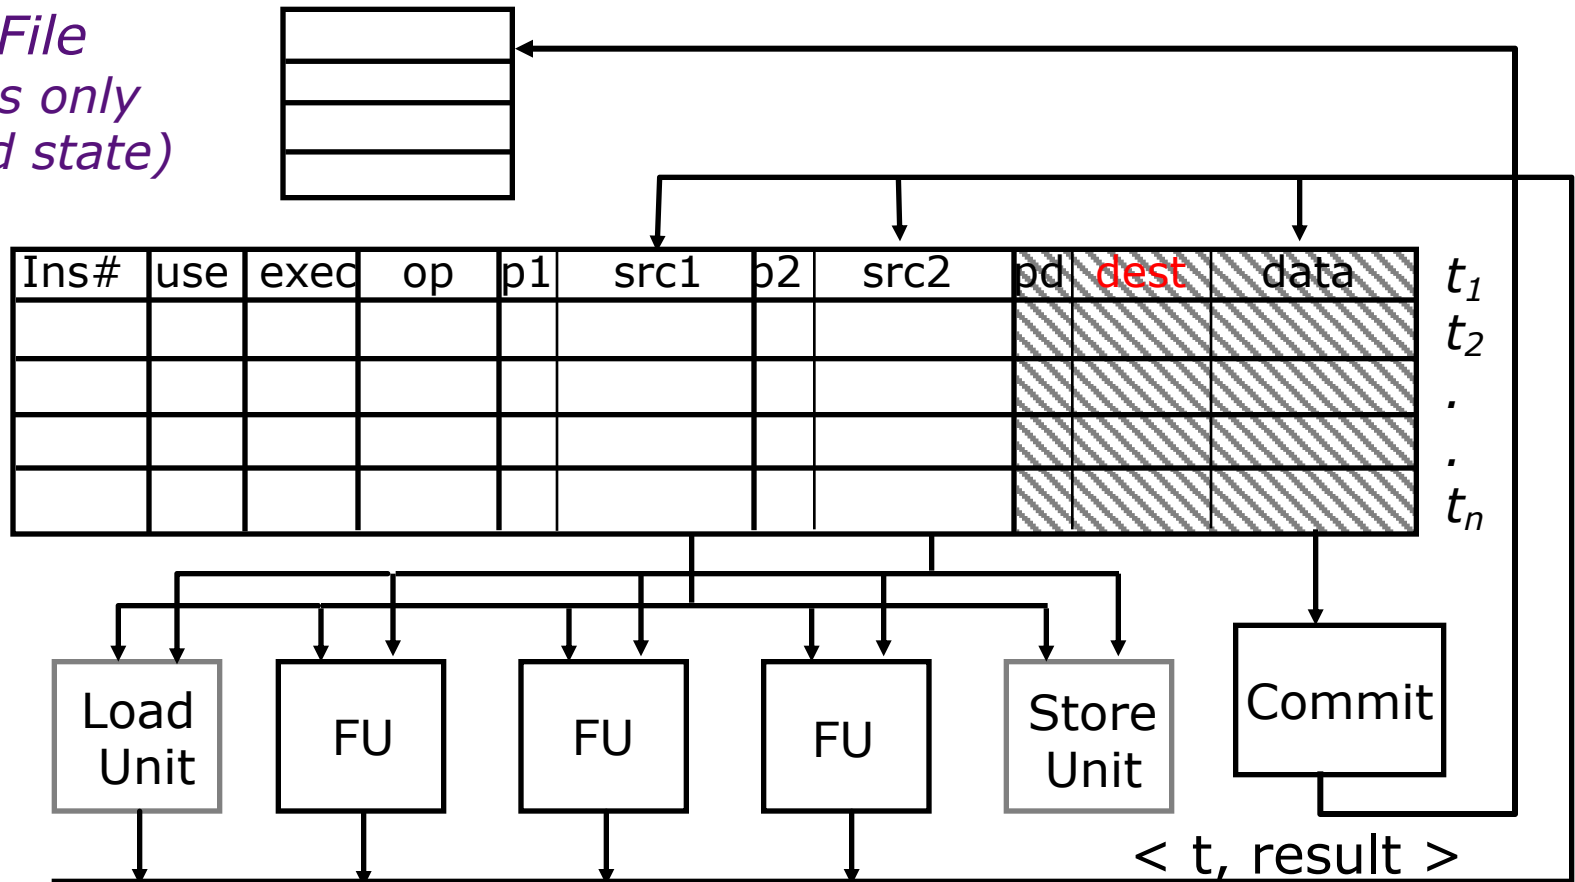 File
s only
d state)
Ins# use exec op p1 src1 p2 src2 pd dest data t1
t2
.
.
tn
Load Unit
FU
FU
FU
Store Unit
Commit
< t, result >